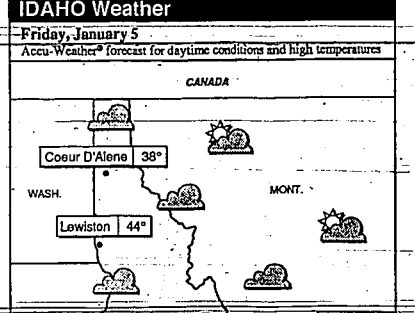 IDAHO Weather
Friday, January 5
Accu-Weather® forecast for daytime conditions and high temperatures
CANADA
Coeur D'Alene 38°
WASH.
MONT.
Lewiston 44°